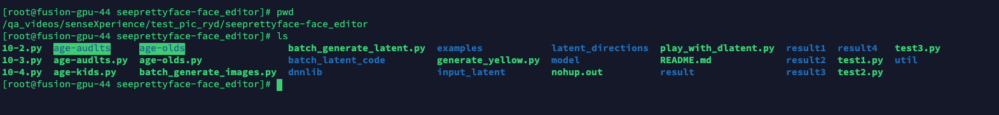 [root@fusion-gpu-44 seeprettyface-face_editor]# pwd
/qa_videos/senseXperience/test_pic_ryd/seeprettyface-face_editor
[root@fusion-gpu-44 seeprettyface-face_editor]# ls
10-2.py age-audlts age-olds batch_generate_latent.py examples latent_directions play_with_dlatent.py result1 result4 test3.py
10-3.py age-audlts.py age-olds.py batch_latent_code generate_yellow.py model README.md result2 test1.py util
10-4.py age-kids.py batch_generate_images.py dnnlib input_latent nohup.out result result3 test2.py
[root@fusion-gpu-44 seeprettyface-face_editor]#